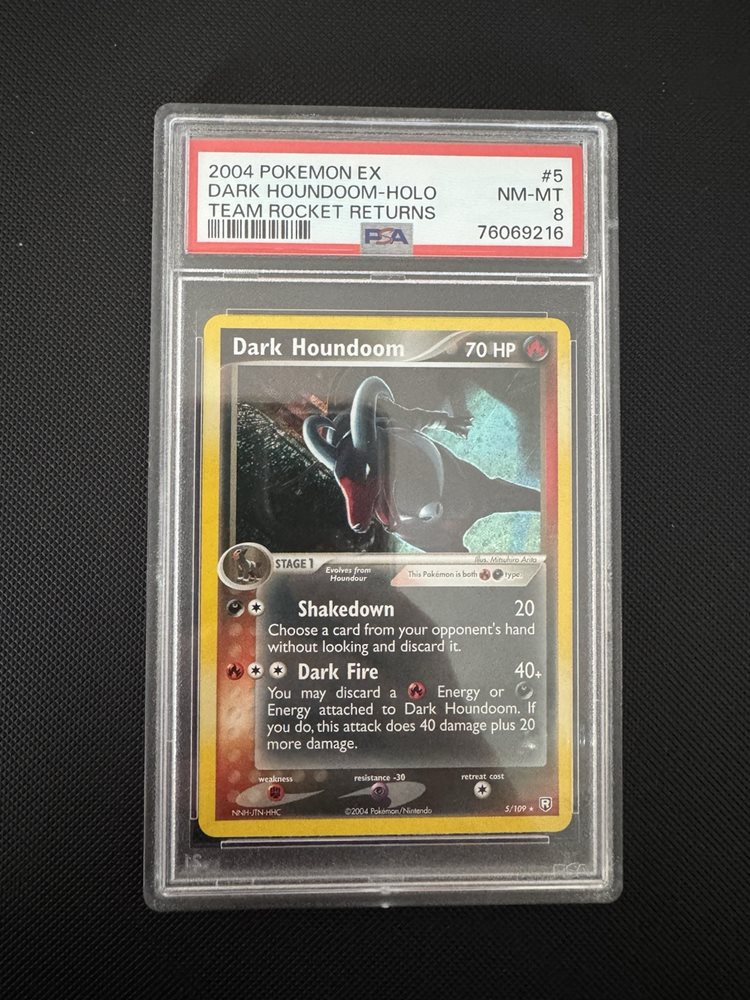 2004 POKEMON EX #5
DARK HOUNDOOM-HOLO NM-MT
TEAM ROCKET RETURNS 8
PSA 76069216
Dark Houndoom 70 HP
Illus. Mitsuhiro Arita
STAGE 1 Evolves from Houndour This Pokémon is both type.
Shakedown 20
Choose a card from your opponent's hand
without looking and discard it.
Dark Fire 40+
You may discard a Energy or
Energy attached to Dark Houndoom. If
you do, this attack does 40 damage plus 20
more damage.
weakness resistance -30 retreat cost
NNH-JTN-HHC ©2004 Pokémon/Nintendo 5/109 ★ R
PSA